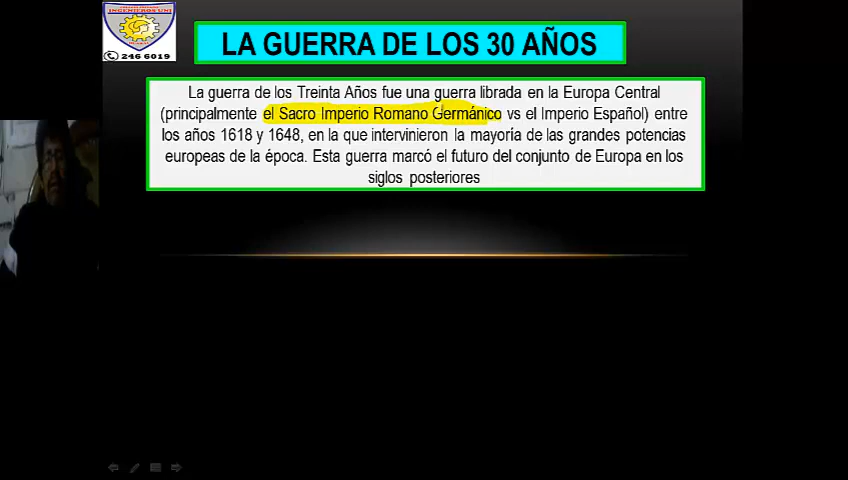 INGENIEROS UNI
246 6019
LA GUERRA DE LOS 30 AÑOS
La guerra de los Treinta Años fue una guerra librada en la Europa Central
(principalmente el Sacro Imperio Romano Germánico vs el Imperio Español) entre
los años 1618 y 1648, en la que intervinieron la mayoría de las grandes potencias
europeas de la época. Esta guerra marcó el futuro del conjunto de Europa en los
siglos posteriores